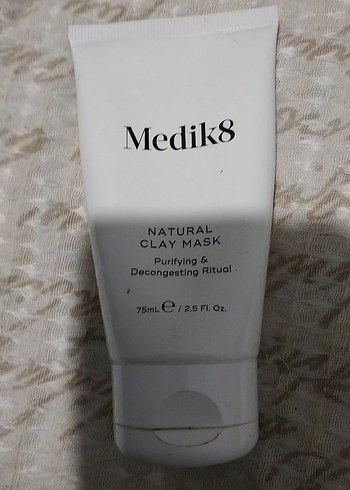 Medik8
NATURAL
CLAY MASK
Purifying &
Decongesting Ritual
75mL ℮ / 2.5 Fl. Oz.